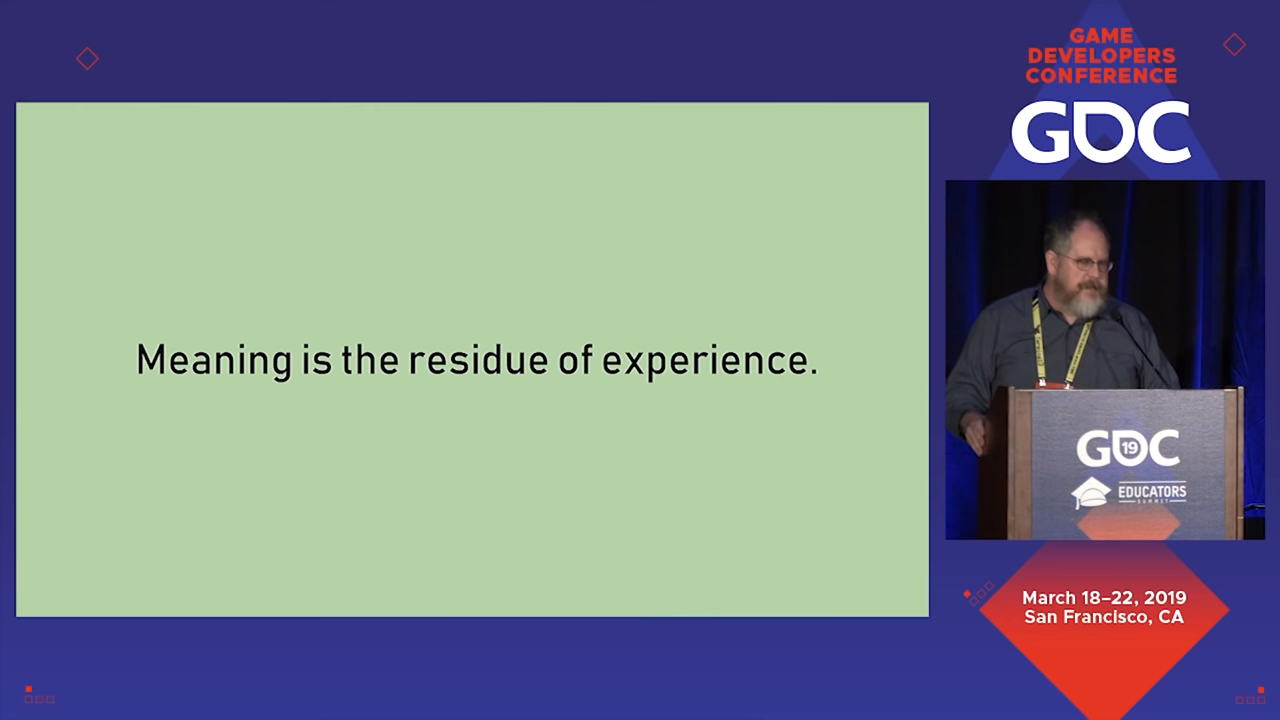 GAME
DEVELOPERS
CONFERENCE
GDC
Meaning is the residue of experience.
GDC
19
EDUCATORS
SUMMIT
March 18–22, 2019
San Francisco, CA